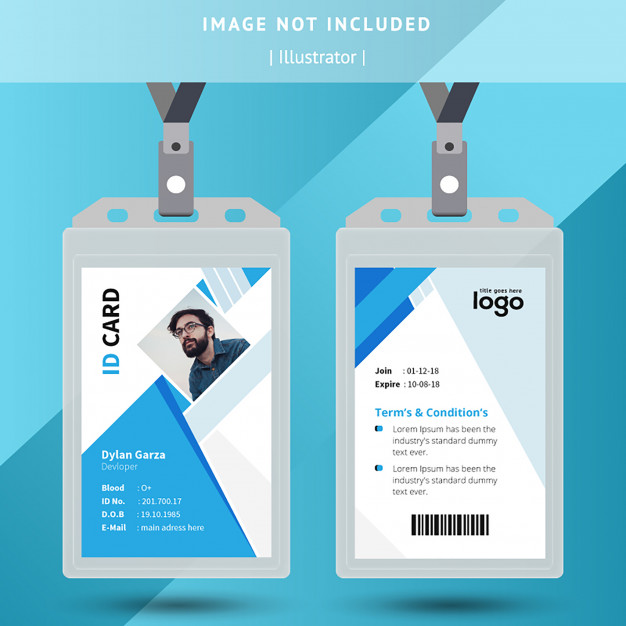 IMAGE NOT INCLUDED
| Illustrator |
ID CARD
Dylan Garza
Devloper
Blood : O+
ID No. : 201.700.17
D.O.B : 19.10.1985
E-Mail : main adress here
title goes here
logo
Join : 01-12-18
Expire : 10-08-18
Term's & Condition's
Lorem Ipsum has been the
industry's standard dummy
text ever.
Lorem Ipsum has been the
industry's standard dummy
text ever.